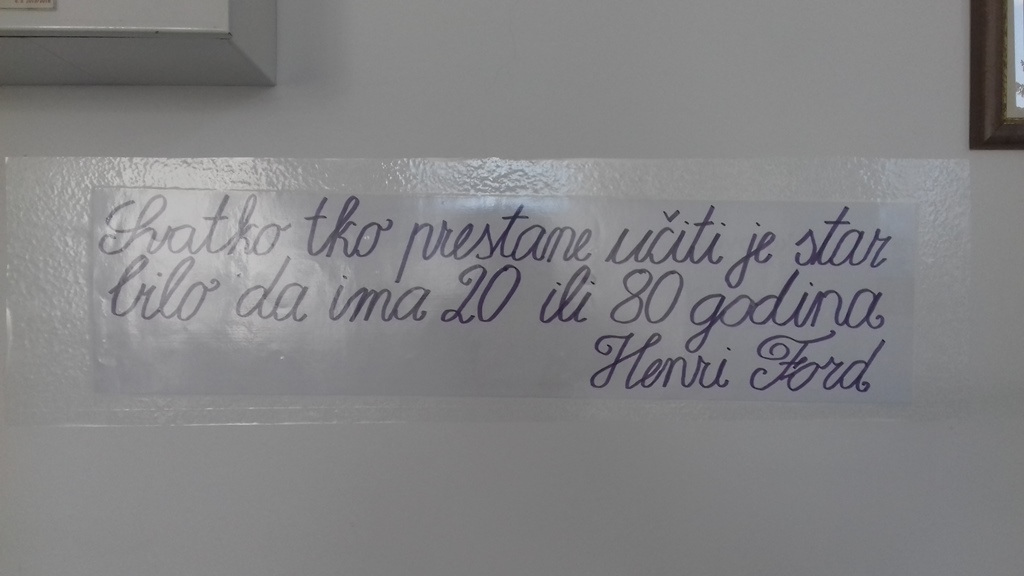 Svatko tko prestane učiti je star
bilo da ima 20 ili 80 godina
Henri Ford